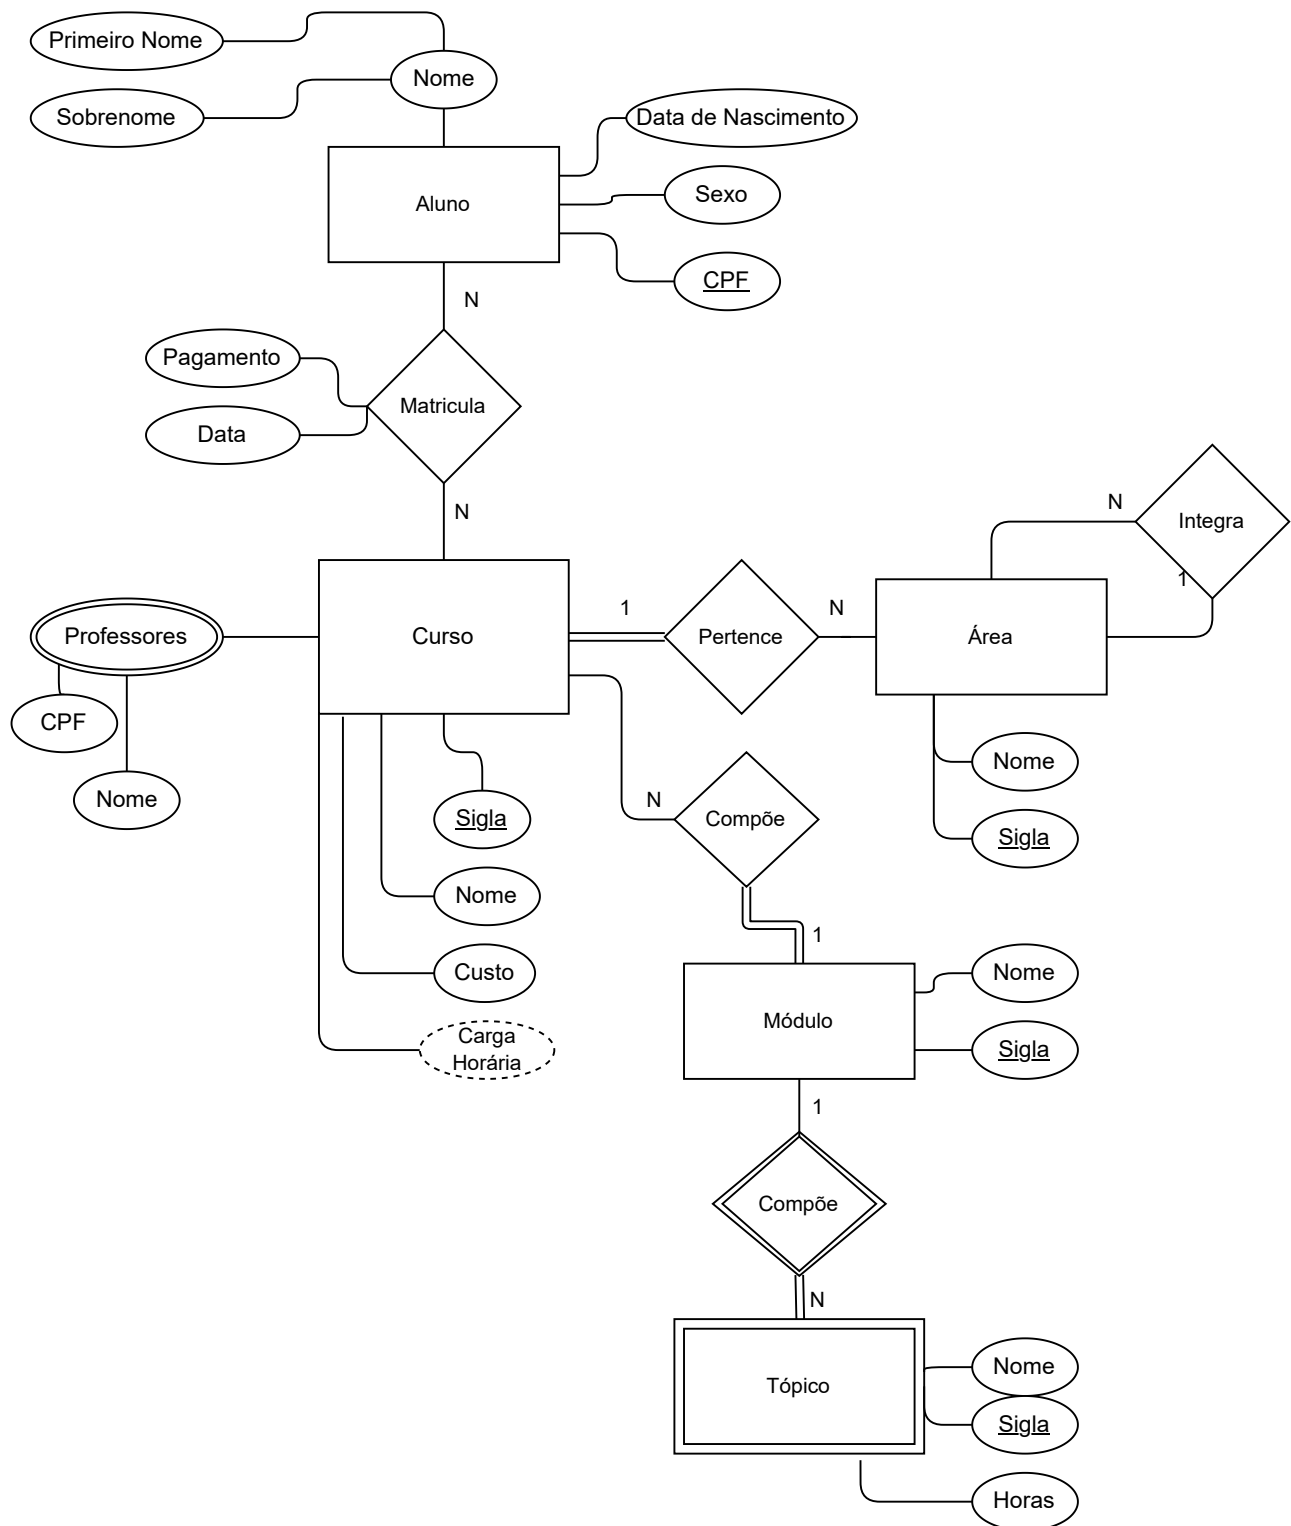 Primeiro Nome
Nome
Sobrenome
Data de Nascimento
Sexo
Aluno
CPF
N
Pagamento
Matricula
Data
N
N
Integra
1
Professores
Curso
1
Pertence
N
Área
CPF
Nome
Nome
Sigla
N
Compõe
Sigla
Nome
Custo
1
Nome
Carga
Horária
Módulo
Sigla
1
Compõe
N
Nome
Tópico
Sigla
Horas